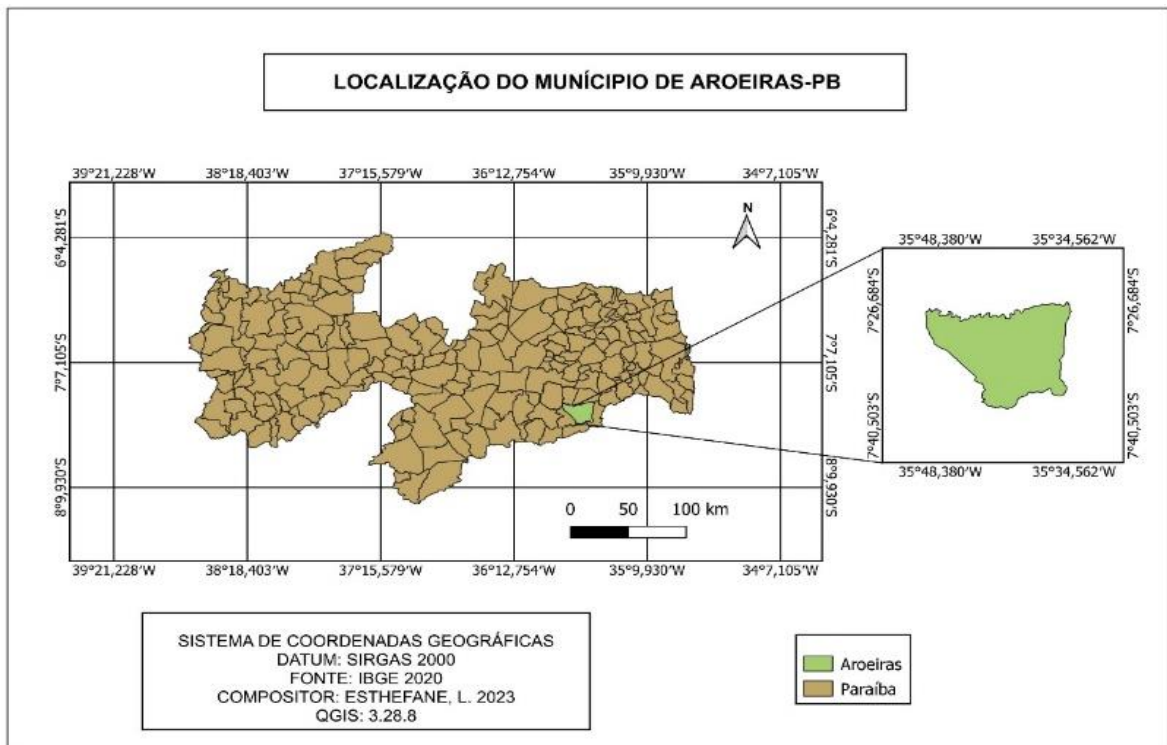 LOCALIZAÇÃO DO MUNÍCIPIO DE AROEIRAS-PB
39°21,228'W 38°18,403'W 37°15,579'W 36°12,754'W 35°9,930'W 34°7,105'W
N
6°4,281'S 6°4,281'S
7°7,105'S 7°7,105'S
8°9,930'S 8°9,930'S
0 50 100 km
39°21,228'W 38°18,403'W 37°15,579'W 36°12,754'W 35°9,930'W 34°7,105'W
35°48,380'W 35°34,562'W
7°26,684'S 7°26,684'S
7°40,503'S 7°40,503'S
35°48,380'W 35°34,562'W
SISTEMA DE COORDENADAS GEOGRÁFICAS
DATUM: SIRGAS 2000
FONTE: IBGE 2020
COMPOSITOR: ESTHEFANE, L. 2023
QGIS: 3.28.8
Aroeiras
Paraíba